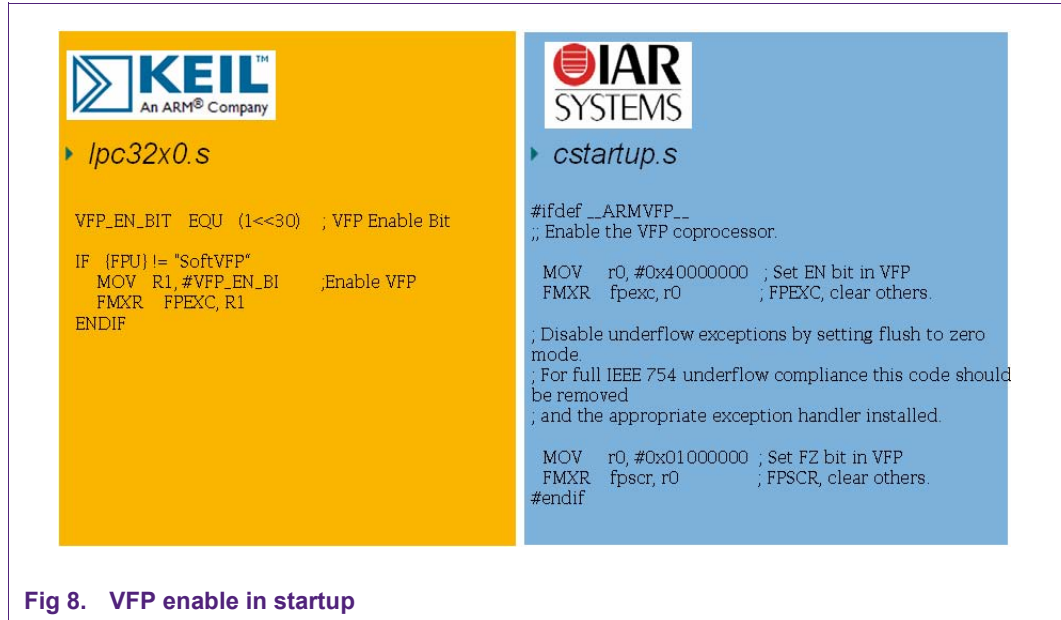 KEIL™
An ARM® Company
lpc32x0.s
VFP_EN_BIT EQU (1<<30) ; VFP Enable Bit
IF {FPU} != "SoftVFP"
MOV R1, #VFP_EN_BI ;Enable VFP
FMXR FPEXC, R1
ENDIF
IAR
SYSTEMS
cstartup.s
#ifdef __ARMVFP__
;; Enable the VFP coprocessor.
MOV r0, #0x40000000 ; Set EN bit in VFP
FMXR fpexc, r0 ; FPEXC, clear others.
; Disable underflow exceptions by setting flush to zero
mode.
; For full IEEE 754 underflow compliance this code should
be removed
; and the appropriate exception handler installed.
MOV r0, #0x01000000 ; Set FZ bit in VFP
FMXR fpscr, r0 ; FPSCR, clear others.
#endif
Fig 8. VFP enable in startup